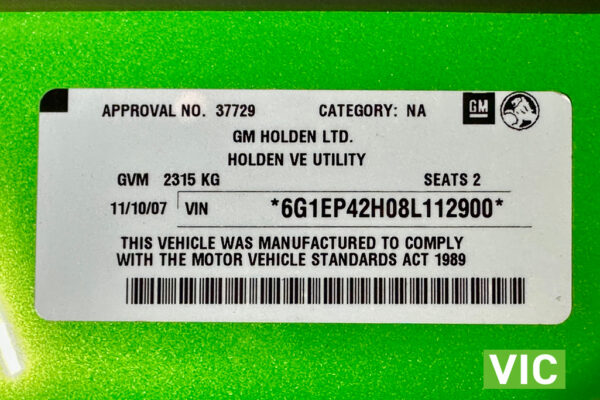 APPROVAL NO. 37729 CATEGORY: NA GM
GM HOLDEN LTD.
HOLDEN VE UTILITY
GVM 2315 KG SEATS 2
11/10/07 VIN *6G1EP42H08L112900*
THIS VEHICLE WAS MANUFACTURED TO COMPLY
WITH THE MOTOR VEHICLE STANDARDS ACT 1989
VIC